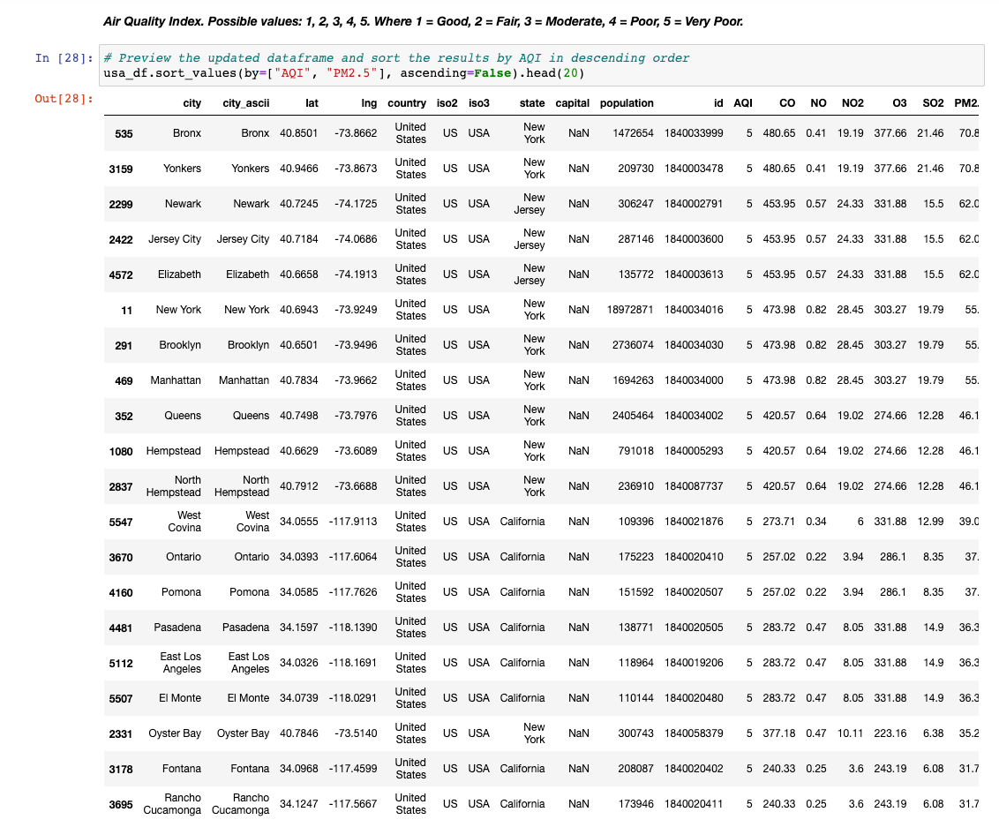 Air Quality Index. Possible values: 1, 2, 3, 4, 5. Where 1 = Good, 2 = Fair, 3 = Moderate, 4 = Poor, 5 = Very Poor.
In [28]: # Preview the updated dataframe and sort the results by AQI in descending order
usa_df.sort_values(by=["AQI", "PM2.5"], ascending=False).head(20)
Out[28]:
city city_ascii lat lng country iso2 iso3 state capital population id AQI CO NO NO2 O3 SO2 PM2.
535 Bronx Bronx 40.8501 -73.8662 United States US USA New York NaN 1472654 1840033999 5 480.65 0.41 19.19 377.66 21.46 70.8
3159 Yonkers Yonkers 40.9466 -73.8673 United States US USA New York NaN 209730 1840003478 5 480.65 0.41 19.19 377.66 21.46 70.8
2299 Newark Newark 40.7245 -74.1725 United States US USA New Jersey NaN 306247 1840002791 5 453.95 0.57 24.33 331.88 15.5 62.0
2422 Jersey City Jersey City 40.7184 -74.0686 United States US USA New Jersey NaN 287146 1840003600 5 453.95 0.57 24.33 331.88 15.5 62.0
4572 Elizabeth Elizabeth 40.6658 -74.1913 United States US USA New Jersey NaN 135772 1840003613 5 453.95 0.57 24.33 331.88 15.5 62.0
11 New York New York 40.6943 -73.9249 United States US USA New York NaN 18972871 1840034016 5 473.98 0.82 28.45 303.27 19.79 55.
291 Brooklyn Brooklyn 40.6501 -73.9496 United States US USA New York NaN 2736074 1840034030 5 473.98 0.82 28.45 303.27 19.79 55.
469 Manhattan Manhattan 40.7834 -73.9662 United States US USA New York NaN 1694263 1840034000 5 473.98 0.82 28.45 303.27 19.79 55.
352 Queens Queens 40.7498 -73.7976 United States US USA New York NaN 2405464 1840034002 5 420.57 0.64 19.02 274.66 12.28 46.1
1080 Hempstead Hempstead 40.6629 -73.6089 United States US USA New York NaN 791018 1840005293 5 420.57 0.64 19.02 274.66 12.28 46.1
2837 North Hempstead North Hempstead 40.7912 -73.6688 United States US USA New York NaN 236910 1840087737 5 420.57 0.64 19.02 274.66 12.28 46.1
5547 West Covina West Covina 34.0555 -117.9113 United States US USA California NaN 109396 1840021876 5 273.71 0.34 6 331.88 12.99 39.0
3670 Ontario Ontario 34.0393 -117.6064 United States US USA California NaN 175223 1840020410 5 257.02 0.22 3.94 286.1 8.35 37.
4160 Pomona Pomona 34.0585 -117.7626 United States US USA California NaN 151592 1840020507 5 257.02 0.22 3.94 286.1 8.35 37.
4481 Pasadena Pasadena 34.1597 -118.1390 United States US USA California NaN 138771 1840020505 5 283.72 0.47 8.05 331.88 14.9 36.3
5112 East Los Angeles East Los Angeles 34.0326 -118.1691 United States US USA California NaN 118964 1840019206 5 283.72 0.47 8.05 331.88 14.9 36.3
5507 El Monte El Monte 34.0739 -118.0291 United States US USA California NaN 110144 1840020480 5 283.72 0.47 8.05 331.88 14.9 36.3
2331 Oyster Bay Oyster Bay 40.7846 -73.5140 United States US USA New York NaN 300743 1840058379 5 377.18 0.47 10.11 223.16 6.38 35.2
3178 Fontana Fontana 34.0968 -117.4599 United States US USA California NaN 208087 1840020402 5 240.33 0.25 3.6 243.19 6.08 31.7
3695 Rancho Cucamonga Rancho Cucamonga 34.1247 -117.5667 United States US USA California NaN 173946 1840020411 5 240.33 0.25 3.6 243.19 6.08 31.7